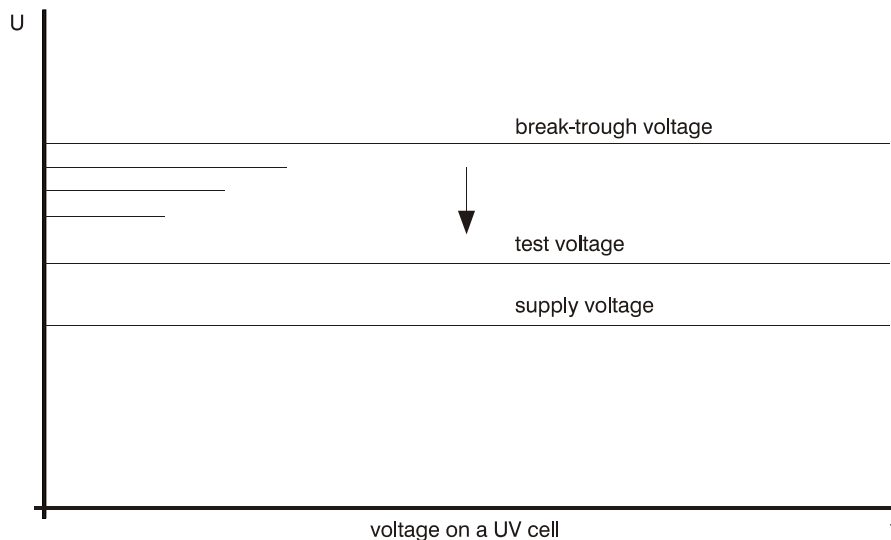 U
break-trough voltage
test voltage
supply voltage
voltage on a UV cell